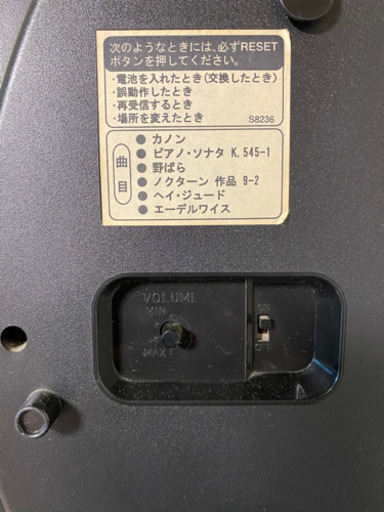 次のようなときには、必ずRESET
ボタンを押してください。
・電池を入れたとき(交換したとき)
・誤動作したとき
・再受信するとき
・場所を変えたとき S8236
曲目
● カノン
● ピアノ・ソナタ K. 545-1
● 野ばら
● ノクターン 作品 9-2
● ヘイ・ジュード
● エーデルワイス
VOLUME
MIN
MAX